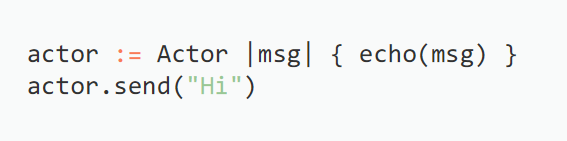 actor := Actor |msg| { echo(msg) }
actor.send("Hi")